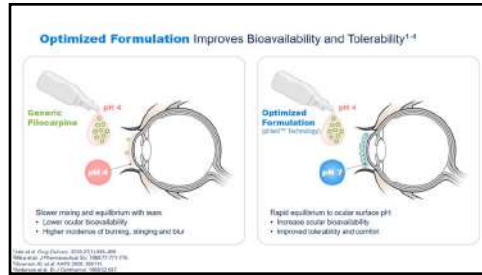 Optimized Formulation Improves Bioavailability and Tolerability1-4
pH 4
Generic
Pilocarpine
pH 4
Slower mixing and equilibrium with tears
• Lower ocular bioavailability
• Higher incidence of burning, stinging and blur
pH 4
Optimized
Formulation
Technology)
pH 7
Rapid equilibrium to ocular surface pH
• Increase ocular bioavailability
• Improved tolerability and comfort